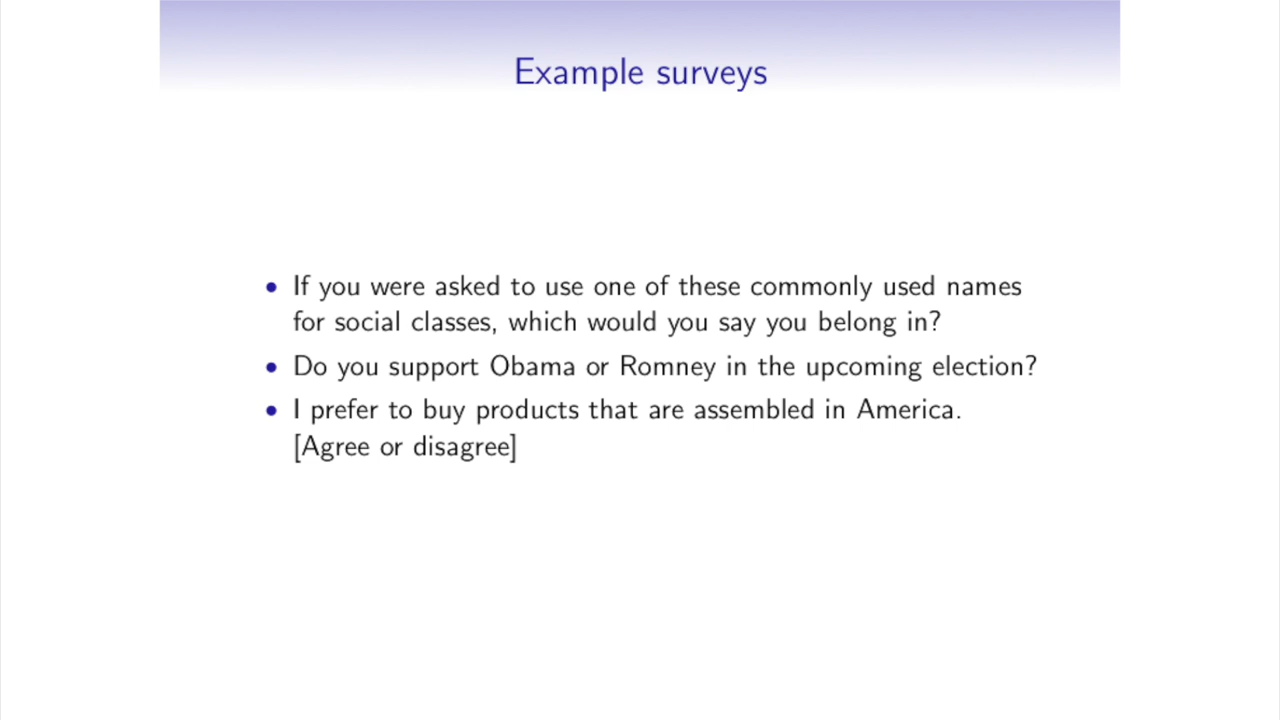 Example surveys
• If you were asked to use one of these commonly used names
for social classes, which would you say you belong in?
• Do you support Obama or Romney in the upcoming election?
• I prefer to buy products that are assembled in America.
[Agree or disagree]